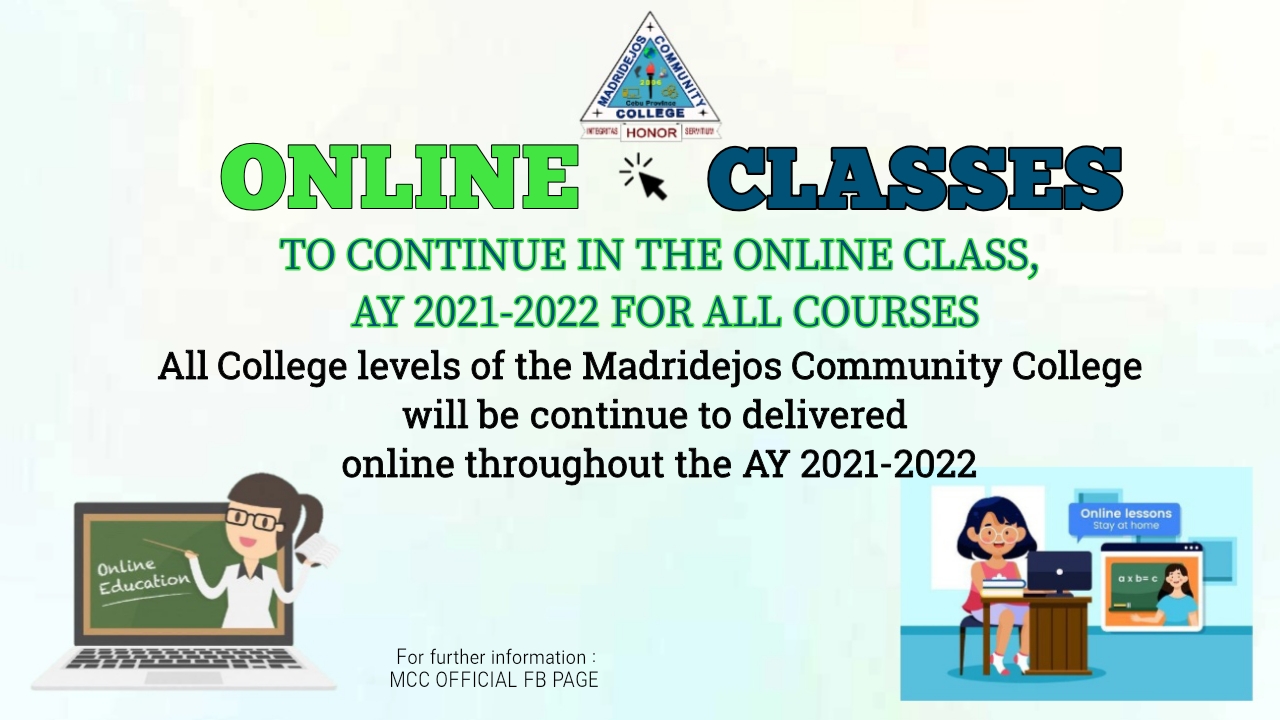 MADRIDEJOS COMMUNITY
2006
Cebu Province
COLLEGE
INTEGRITAS HONOR SERVITIUM
ONLINE CLASSES
TO CONTINUE IN THE ONLINE CLASS,
AY 2021-2022 FOR ALL COURSES
All College levels of the Madridejos Community College
will be continue to delivered
online throughout the AY 2021-2022
Online
Education
Online lessons
Stay at home
a x b= c
For further information :
MCC OFFICIAL FB PAGE